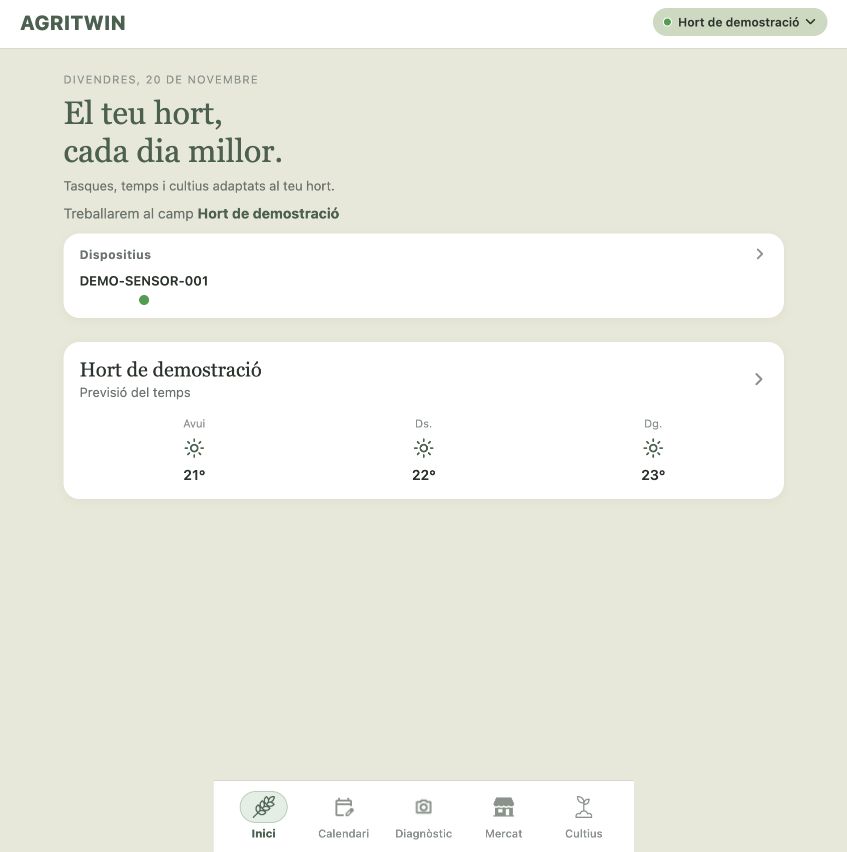 AGRITWIN
Hort de demostració
DIVENDRES, 20 DE NOVEMBRE
El teu hort,
cada dia millor.
Tasques, temps i cultius adaptats al teu hort.
Treballarem al camp Hort de demostració
Dispositius
DEMO-SENSOR-001
Hort de demostració
Previsió del temps
Avui Ds. Dg.
21° 22° 23°
Inici Calendari Diagnòstic Mercat Cultius